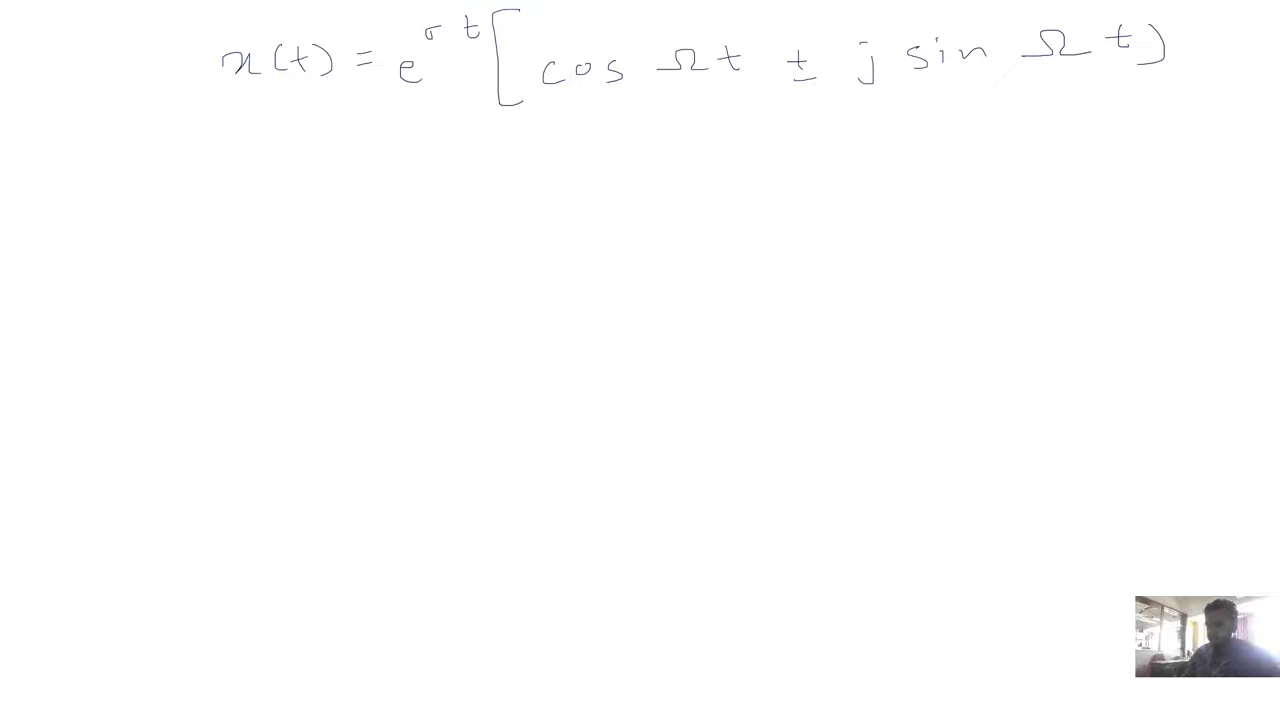 x(t) = e^{σt} [ cos Ωt ± j sin Ωt )